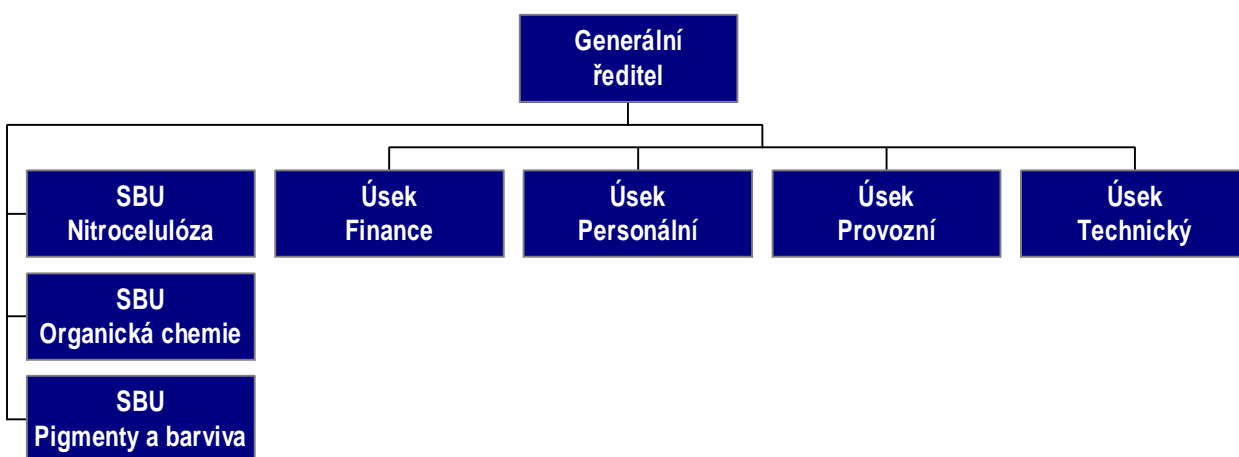 Generální
ředitel
SBU
Nitrocelulóza
Úsek
Finance
Úsek
Personální
Úsek
Provozní
Úsek
Technický
SBU
Organická chemie
SBU
Pigmenty a barviva